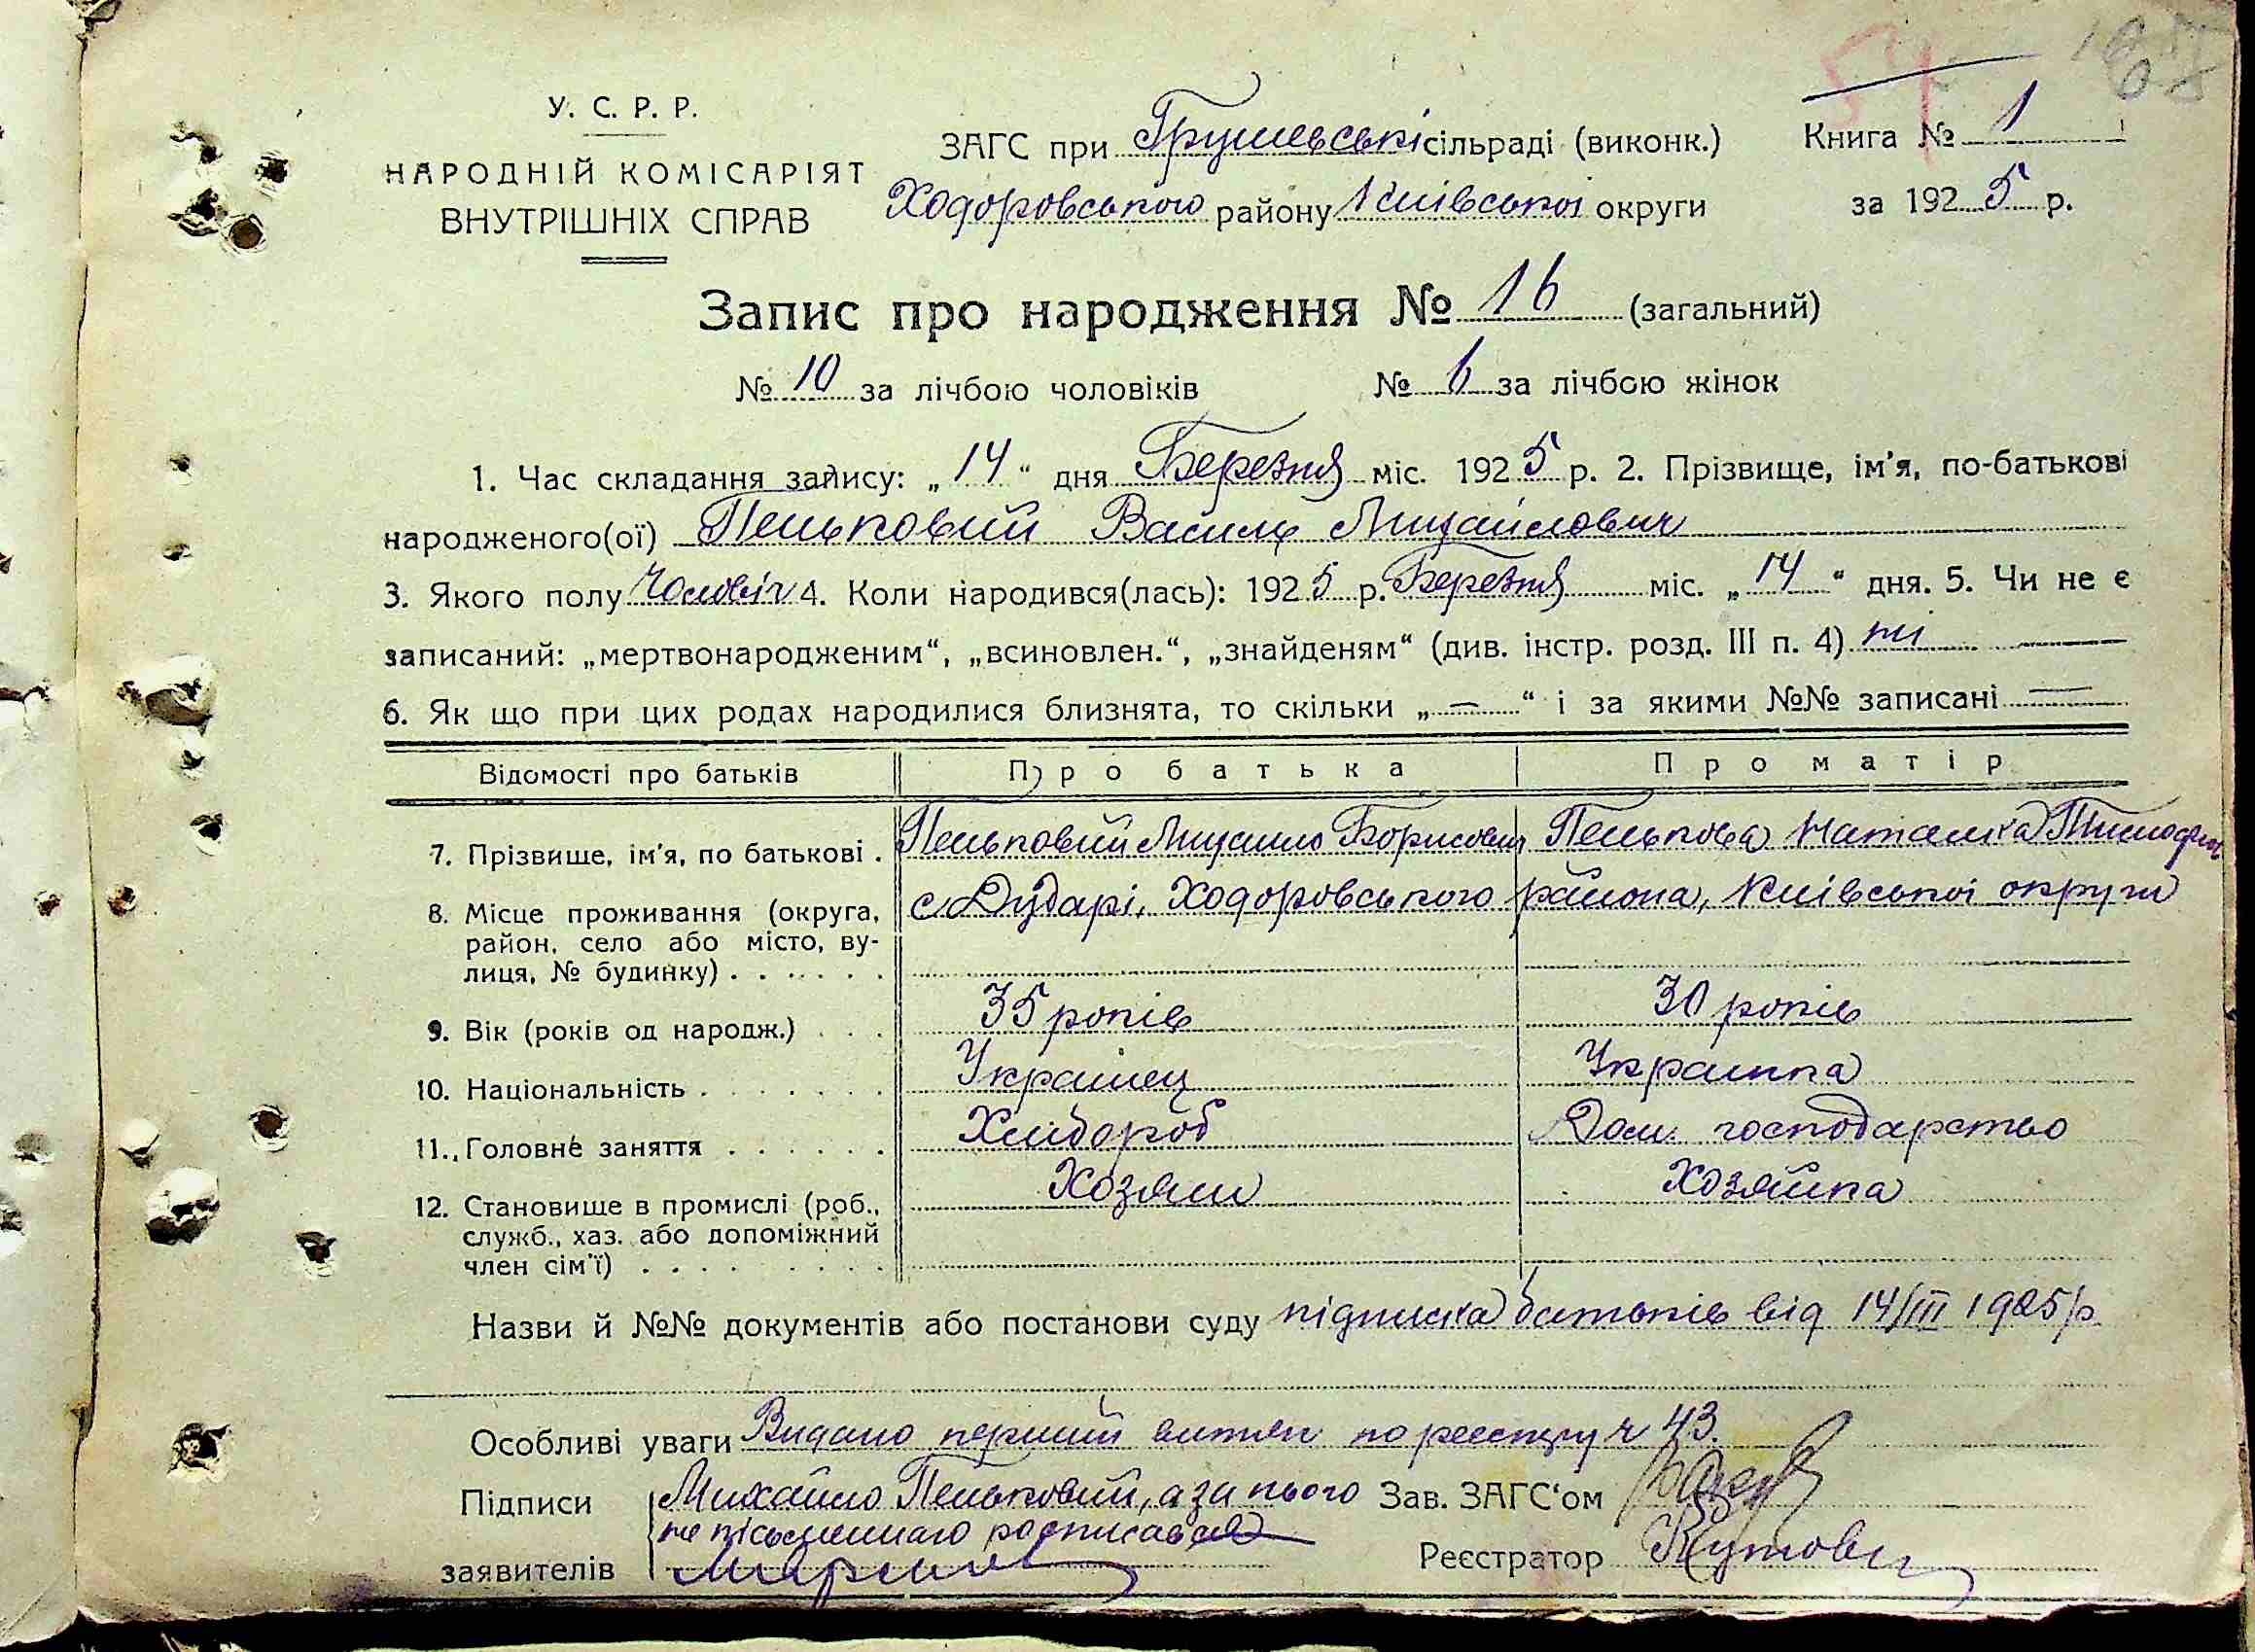 У. С. Р. Р.
НАРОДНІЙ КОМІСАРІЯТ
ВНУТРІШНІХ СПРАВ
ЗАГС при Грушевські сільраді (виконк.)
Ходоровського району Київської округи
Книга № 1
за 1925 р.
Запис про народження № 16 (загальний)
№ 10 за лічбою чоловіків № 6 за лічбою жінок
1. Час складання запису: „14“ дня Березня міс. 1925 р. 2. Прізвище, ім'я, по-батькові
народженого(ої) Пеньковий Василь Михайлович
3. Якого полу Чоловіч 4. Коли народився(лась): 1925 р. Березня міс. „14“ дня. 5. Чи не є
записаний: „мертвонародженим“, „всиновлен.“, „знайденям“ (див. інстр. розд. III п. 4) ні
6. Як що при цих родах народилися близнята, то скільки „—“ і за якими №№ записані —
Відомості про батьків Про батька Про матір
7. Прізвище, ім'я, по батькові . Пеньковий Михайло Борисович Пенькова Наталка
8. Місце проживання (округа, район, село або місто, вулиця, № будинку) с Дударі, Ходоровського района, Київської округи
9. Вік (років од народж.) 35 років 30 років
10. Національність Украінец Украинка
11. Головне заняття Хлібороб Дом. господарство
12. Становище в промислі (роб., служб., хаз. або допоміжний член сім'ї) Хозяин Хозяйка
Назви й №№ документів або постанови суду підписка батьків від 14/III 1925 р
Особливі уваги Видано перший витяг по реестру ч 43.
Підписи заявителів Михайло Пеньковий, а за нього
не письменнаго росписався
Зав. ЗАГС'ом
Реєстратор